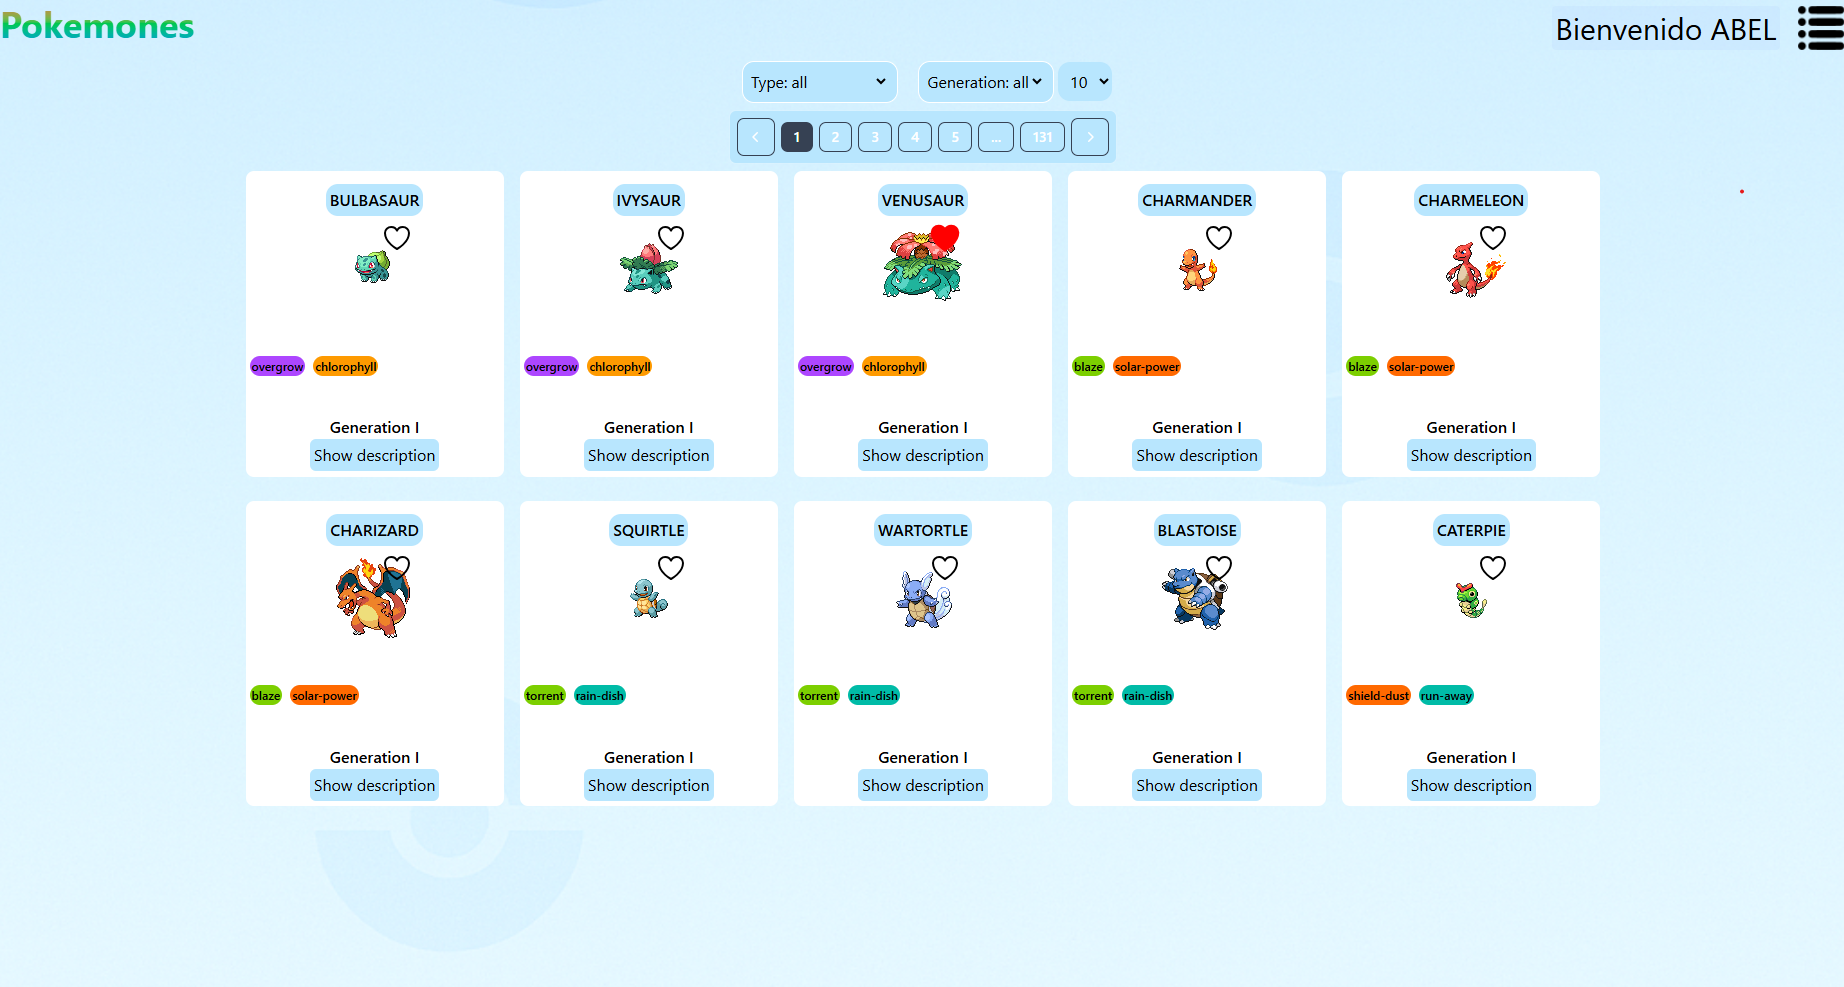 Pokemones
Bienvenido ABEL
Type: all Generation: all 10
< 1 2 3 4 5 ... 131 >
BULBASAUR IVYSAUR VENUSAUR CHARMANDER CHARMELEON
overgrow chlorophyll overgrow chlorophyll overgrow chlorophyll blaze solar-power blaze solar-power
Generation I Generation I Generation I Generation I Generation I
Show description Show description Show description Show description Show description
CHARIZARD SQUIRTLE WARTORTLE BLASTOISE CATERPIE
blaze solar-power torrent rain-dish torrent rain-dish torrent rain-dish shield-dust run-away
Generation I Generation I Generation I Generation I Generation I
Show description Show description Show description Show description Show description